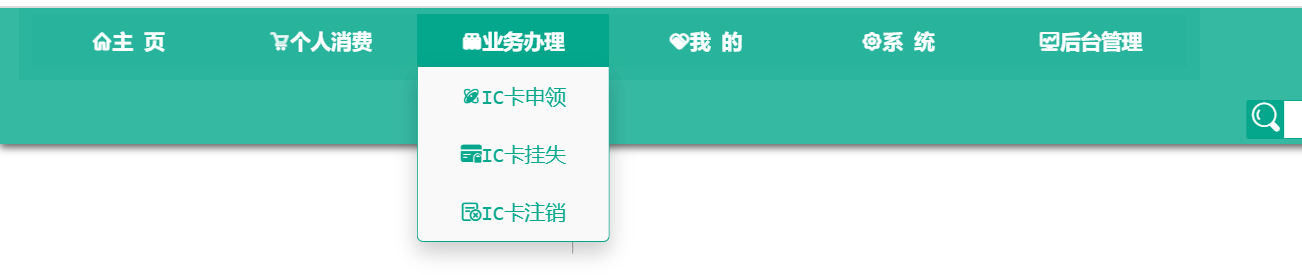 主 页 个人消费 业务办理 我 的 系 统 后台管理
IC卡申领
IC卡挂失
IC卡注销